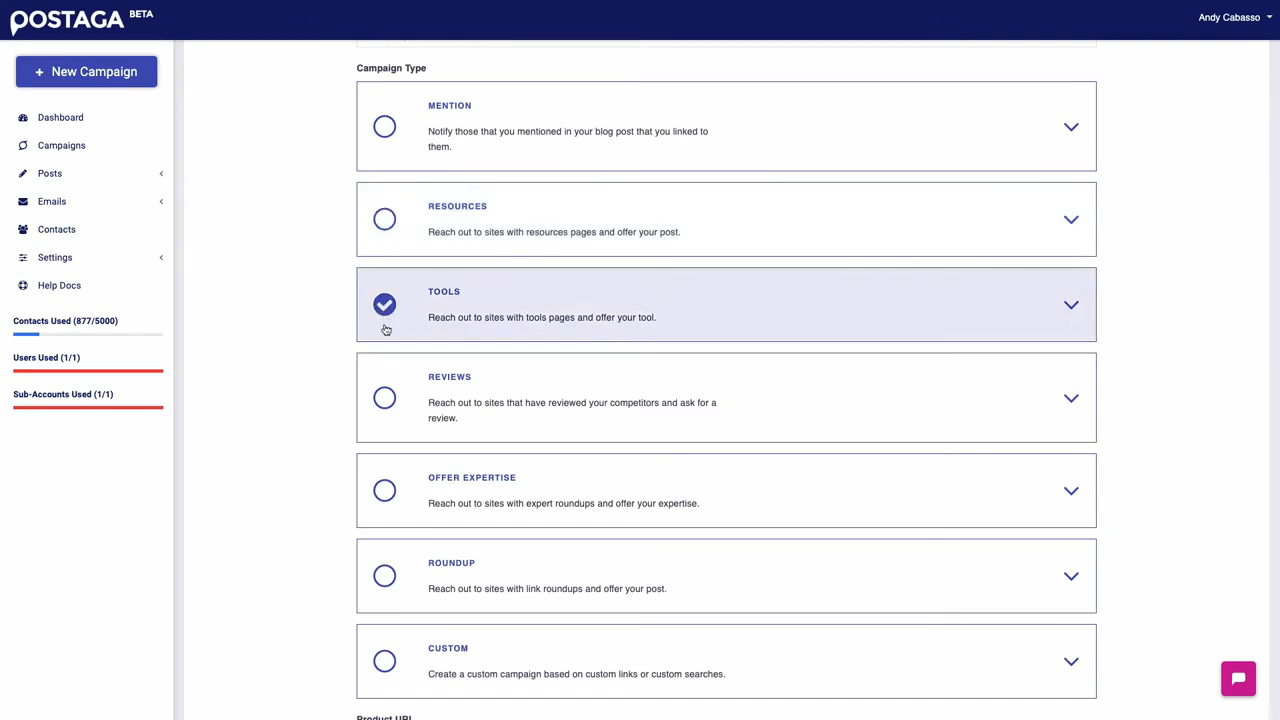 POSTAGA BETA
Andy Cabasso
+ New Campaign
Dashboard
Campaigns
Posts
Emails
Contacts
Settings
Help Docs
Contacts Used (877/5000)
Users Used (1/1)
Sub-Accounts Used (1/1)
Campaign Type
MENTION
Notify those that you mentioned in your blog post that you linked to
them.
RESOURCES
Reach out to sites with resources pages and offer your post.
TOOLS
Reach out to sites with tools pages and offer your tool.
REVIEWS
Reach out to sites that have reviewed your competitors and ask for a
review.
OFFER EXPERTISE
Reach out to sites with expert roundups and offer your expertise.
ROUNDUP
Reach out to sites with link roundups and offer your post.
CUSTOM
Create a custom campaign based on custom links or custom searches.
Product URL